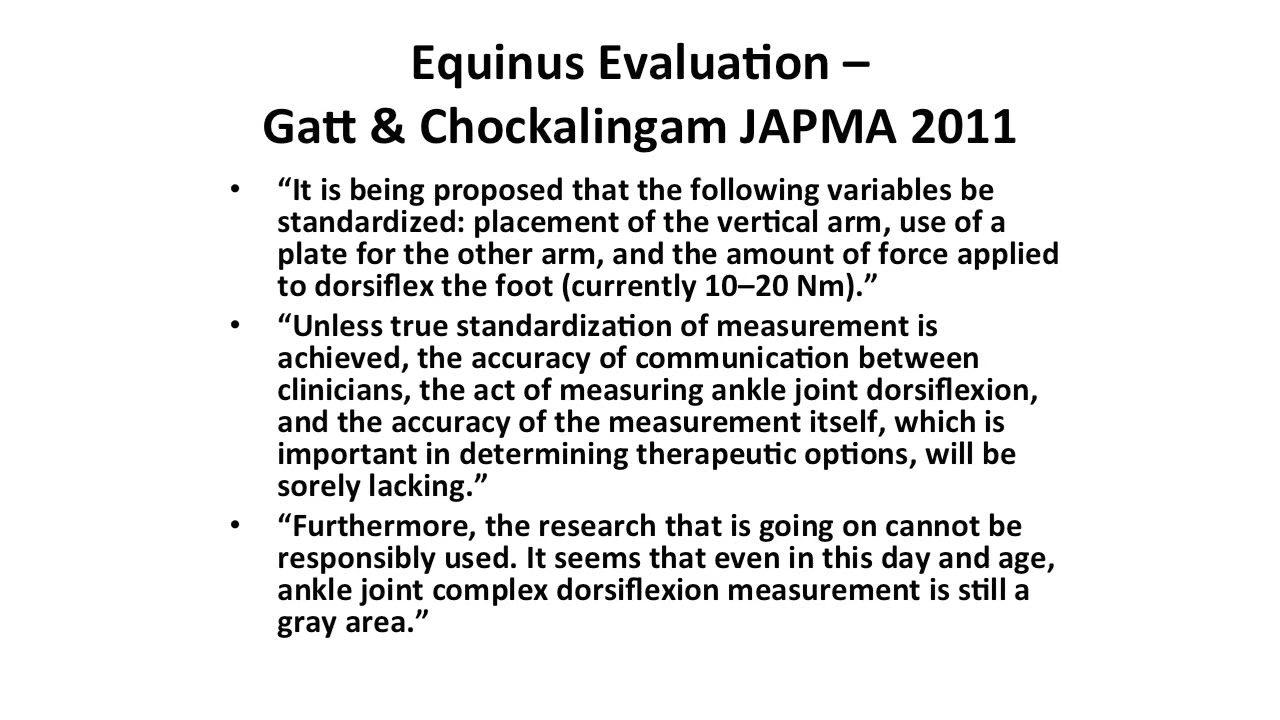 Equinus Evaluation –
Gatt & Chockalingam JAPMA 2011
• “It is being proposed that the following variables be
standardized: placement of the vertical arm, use of a
plate for the other arm, and the amount of force applied
to dorsiflex the foot (currently 10–20 Nm).”
• “Unless true standardization of measurement is
achieved, the accuracy of communication between
clinicians, the act of measuring ankle joint dorsiflexion,
and the accuracy of the measurement itself, which is
important in determining therapeutic options, will be
sorely lacking.”
• “Furthermore, the research that is going on cannot be
responsibly used. It seems that even in this day and age,
ankle joint complex dorsiflexion measurement is still a
gray area.”